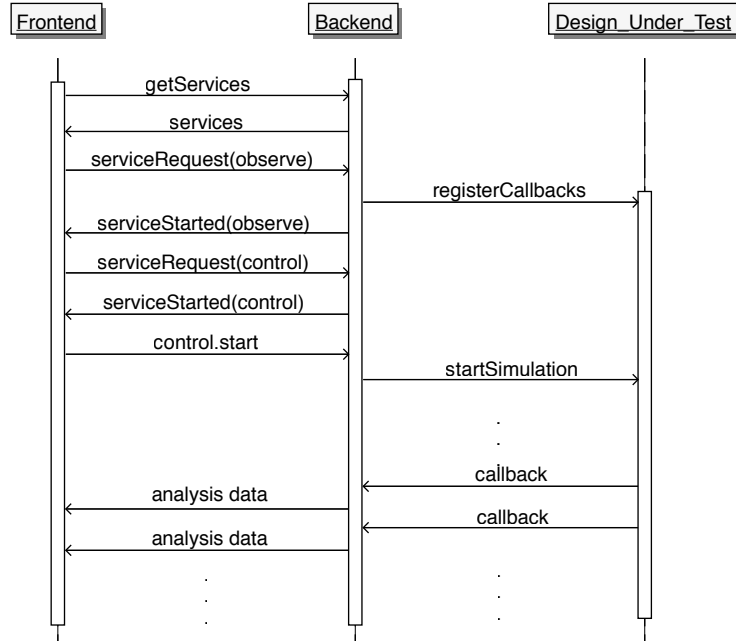 Frontend
Backend
Design_Under_Test
getServices
services
serviceRequest(observe)
registerCallbacks
serviceStarted(observe)
serviceRequest(control)
serviceStarted(control)
control.start
startSimulation
.
.
.
callback
analysis data
callback
analysis data
.
.
.
.
.
.